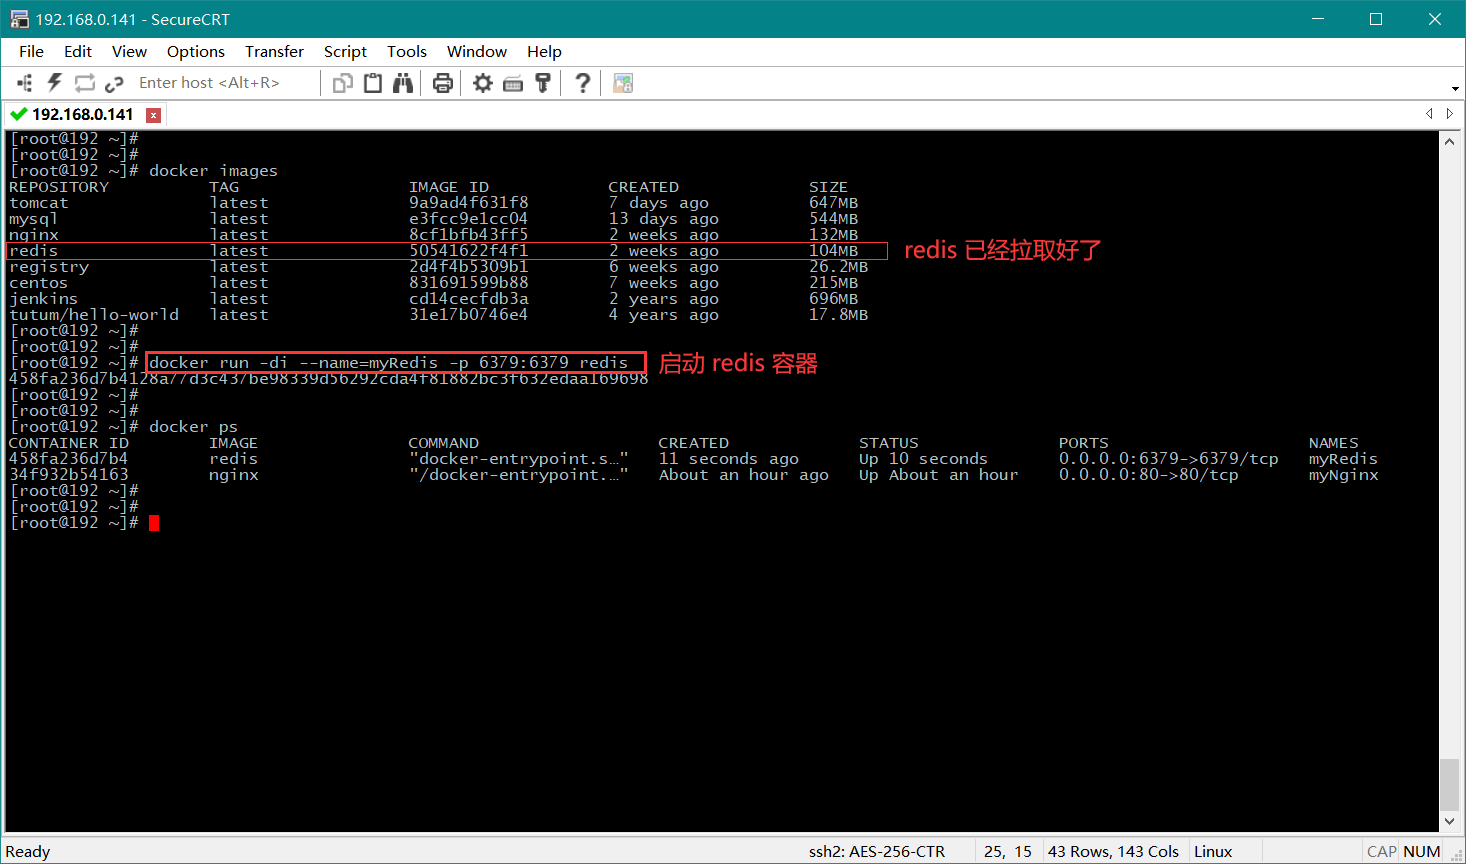 192.168.0.141 - SecureCRT
File Edit View Options Transfer Script Tools Window Help
Enter host <Alt+R>
192.168.0.141
[root@192 ~]#
[root@192 ~]#
[root@192 ~]# docker images
REPOSITORY TAG IMAGE ID CREATED SIZE
tomcat latest 9a9ad4f631f8 7 days ago 647MB
mysql latest e3fcc9e1cc04 13 days ago 544MB
nginx latest 8cf1bfb43ff5 2 weeks ago 132MB
redis latest 50541622f4f1 2 weeks ago 104MB redis 已经拉取好了
registry latest 2d4f4b5309b1 6 weeks ago 26.2MB
centos latest 831691599b88 7 weeks ago 215MB
jenkins latest cd14cecfdb3a 2 years ago 696MB
tutum/hello-world latest 31e17b0746e4 4 years ago 17.8MB
[root@192 ~]#
[root@192 ~]#
[root@192 ~]# docker run -di --name=myRedis -p 6379:6379 redis 启动 redis 容器
458fa236d7b4128a77d3c437be98339d56292cda4f81882bc3f632edaa169698
[root@192 ~]#
[root@192 ~]#
[root@192 ~]# docker ps
CONTAINER ID IMAGE COMMAND CREATED STATUS PORTS NAMES
458fa236d7b4 redis "docker-entrypoint.s…" 11 seconds ago Up 10 seconds 0.0.0.0:6379->6379/tcp myRedis
34f932b54163 nginx "/docker-entrypoint.…" About an hour ago Up About an hour 0.0.0.0:80->80/tcp myNginx
[root@192 ~]#
[root@192 ~]#
[root@192 ~]#
Ready ssh2: AES-256-CTR 25, 15 43 Rows, 143 Cols Linux CAP NUM